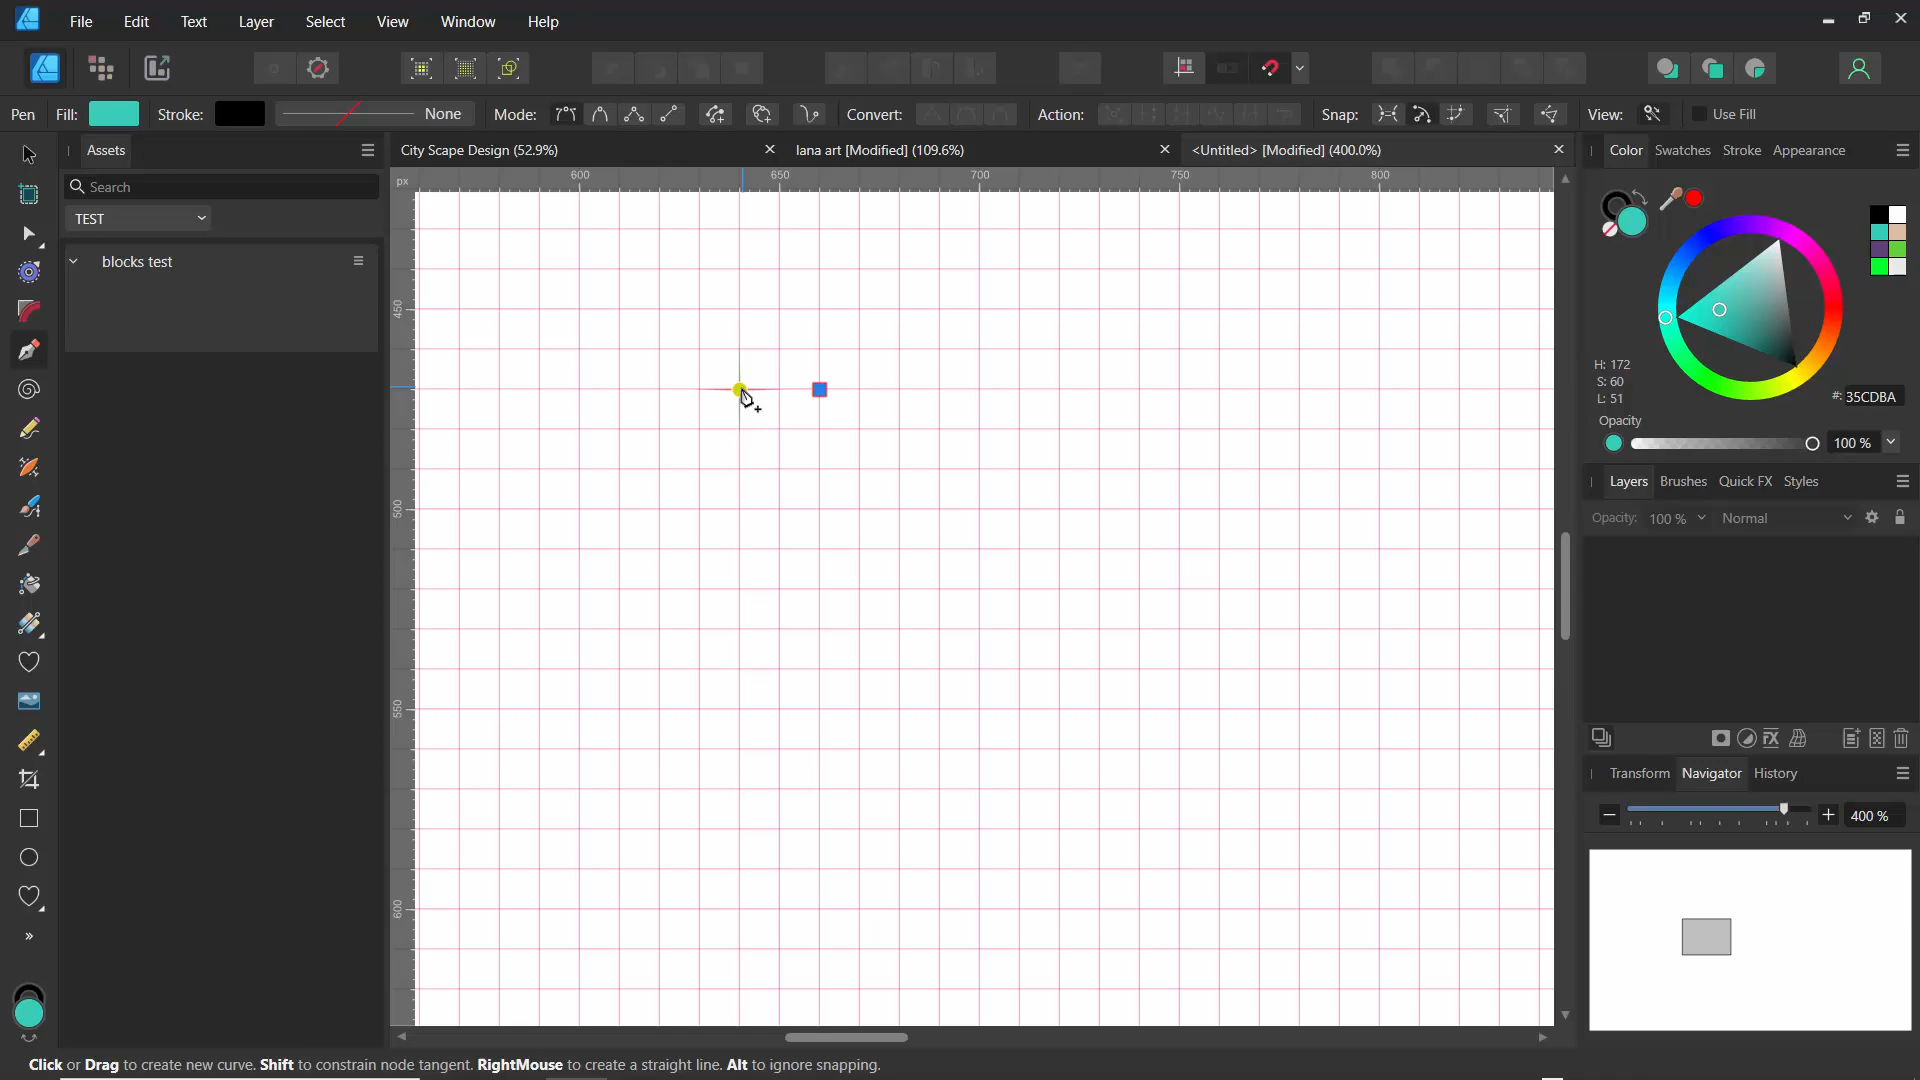 File Edit Text Layer Select View Window Help
Pen Fill: Stroke: None Mode: Convert: Action: Snap: View: Use Fill
Assets
City Scape Design (52.9%)
lana art [Modified] (109.6%)
<Untitled> [Modified] (400.0%)
Color Swatches Stroke Appearance
px 600 650 700 750 800
Search
TEST
blocks test
450
500
550
600
H: 172
S: 60
L: 51
#: 35CDBA
Opacity
100 %
Layers Brushes Quick FX Styles
Opacity: 100 % Normal
Transform Navigator History
400 %
Click or Drag to create new curve. Shift to constrain node tangent. RightMouse to create a straight line. Alt to ignore snapping.